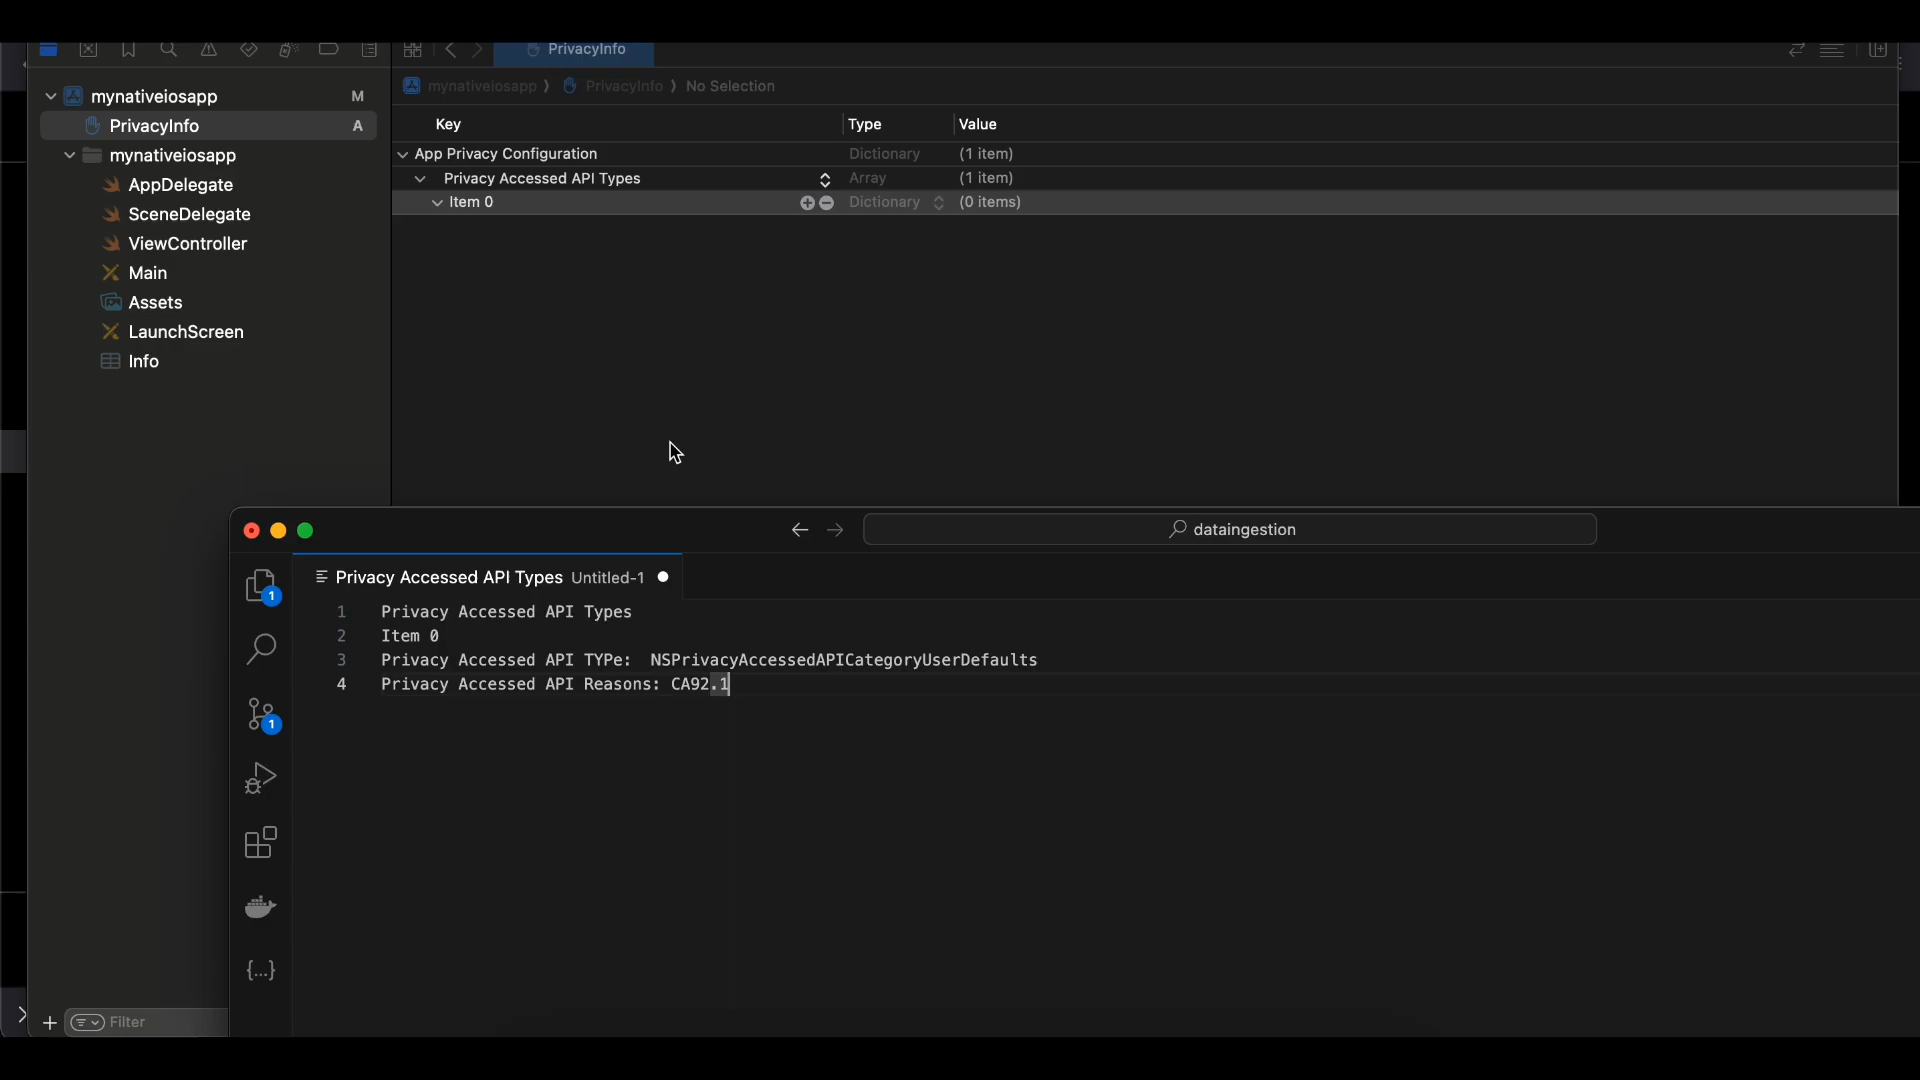 PrivacyInfo
mynativeiosapp M
PrivacyInfo A
mynativeiosapp
AppDelegate
SceneDelegate
ViewController
Main
Assets
LaunchScreen
Info
Filter
mynativeiosapp 〉 PrivacyInfo 〉 No Selection
Key Type Value
App Privacy Configuration Dictionary (1 item)
Privacy Accessed API Types Array (1 item)
Item 0 Dictionary (0 items)
dataingestion
Privacy Accessed API Types Untitled-1
1 Privacy Accessed API Types
2 Item 0
3 Privacy Accessed API TYPe: NSPrivacyAccessedAPICategoryUserDefaults
4 Privacy Accessed API Reasons: CA92.1
1
1
{...}